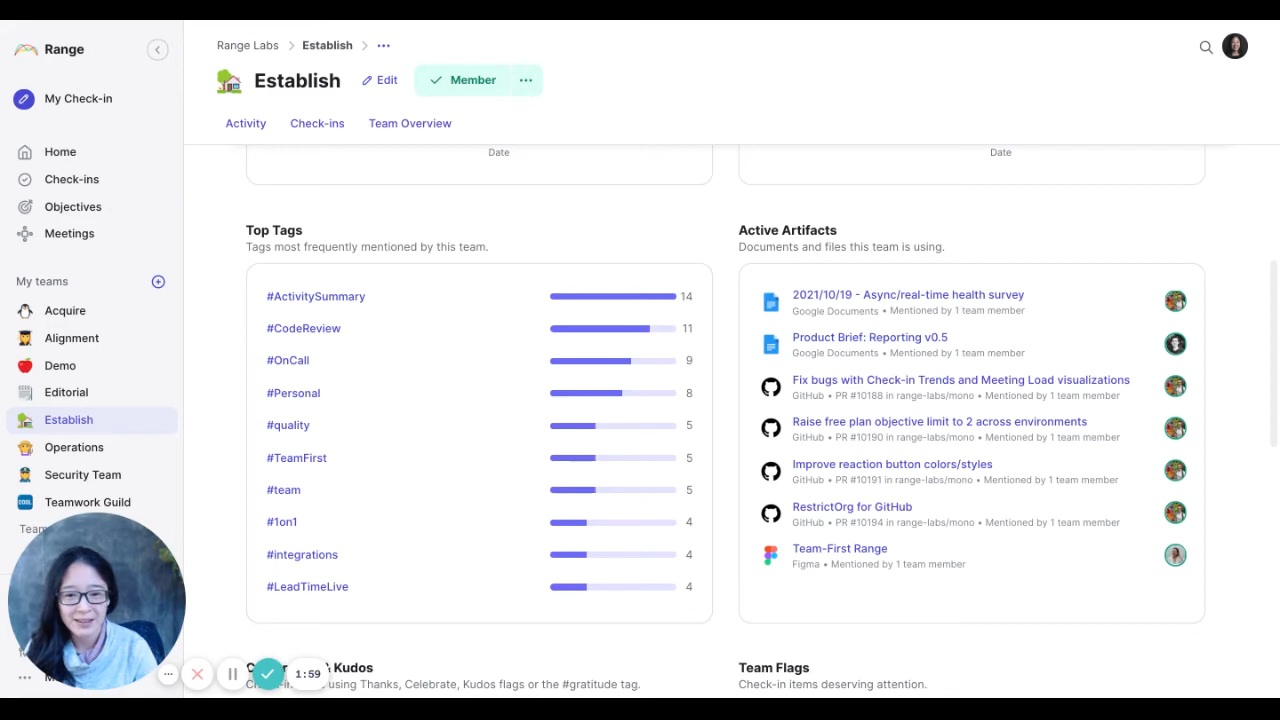 Range
My Check-in
Home
Check-ins
Objectives
Meetings
My teams
Acquire
Alignment
Demo
Editorial
Establish
Operations
Security Team
COOL
Teamwork Guild
Range Labs > Establish > •••
Establish
Edit
Member
Activity
Check-ins
Team Overview
Date
Date
Top Tags
Tags most frequently mentioned by this team.
#ActivitySummary 14
#CodeReview 11
#OnCall 9
#Personal 8
#quality 5
#TeamFirst 5
#team 5
#1on1 4
#integrations 4
#LeadTimeLive 4
Active Artifacts
Documents and files this team is using.
2021/10/19 - Async/real-time health survey
Google Documents • Mentioned by 1 team member
Product Brief: Reporting v0.5
Google Documents • Mentioned by 1 team member
Fix bugs with Check-in Trends and Meeting Load visualizations
GitHub • PR #10188 in range-labs/mono • Mentioned by 1 team member
Raise free plan objective limit to 2 across environments
GitHub • PR #10190 in range-labs/mono • Mentioned by 1 team member
Improve reaction button colors/styles
GitHub • PR #10191 in range-labs/mono • Mentioned by 1 team member
RestrictOrg for GitHub
GitHub • PR #10194 in range-labs/mono • Mentioned by 1 team member
Team-First Range
Figma • Mentioned by 1 team member
& Kudos
using Thanks, Celebrate, Kudos flags or the #gratitude tag.
Team Flags
Check-in items deserving attention.
1:59